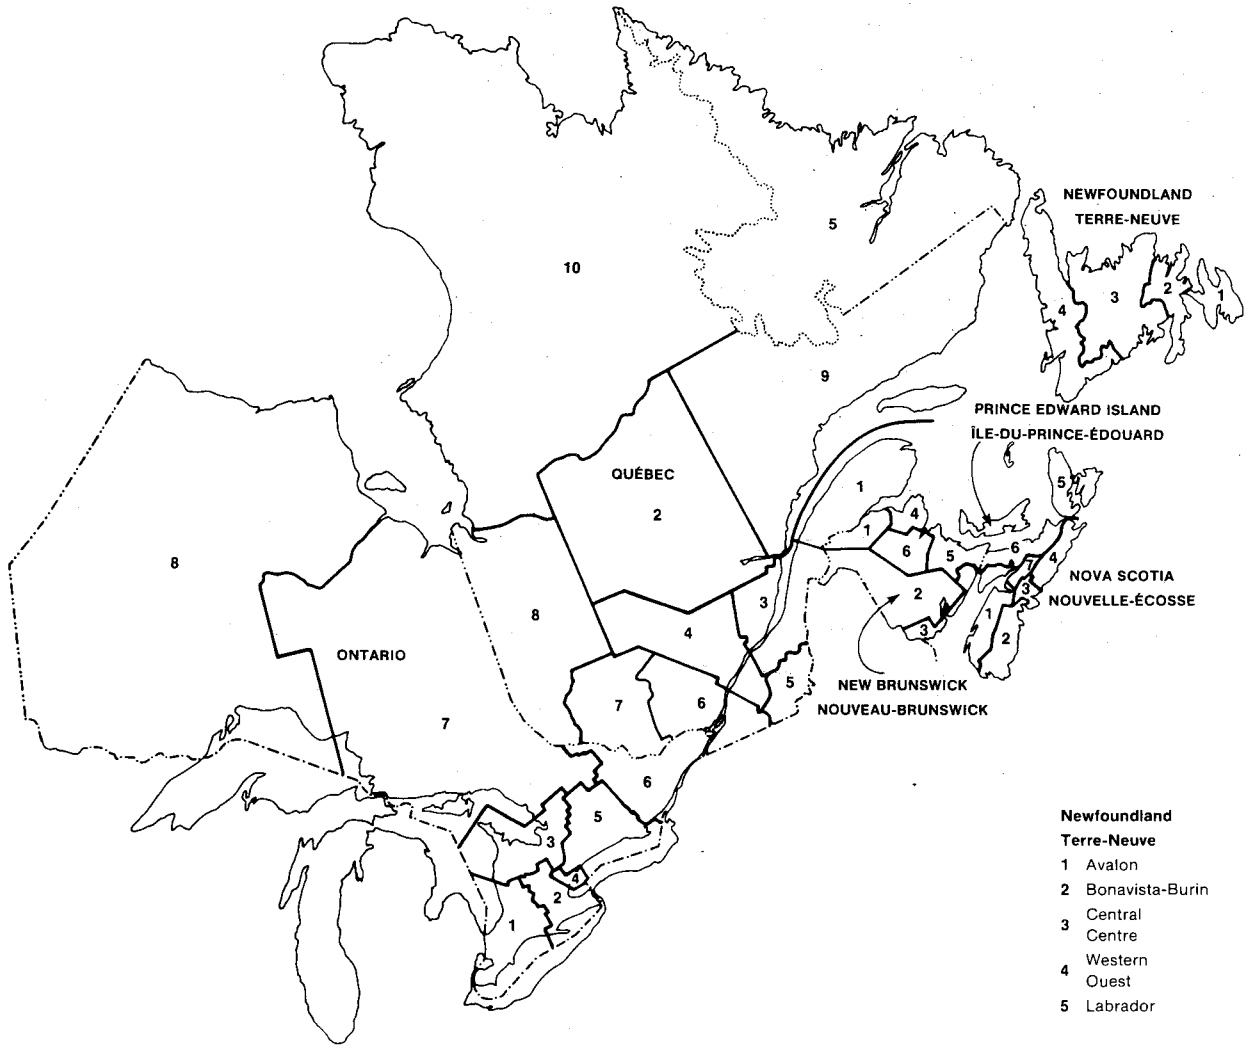 NEWFOUNDLAND
TERRE-NEUVE
5
10
3
2
1
4
9
PRINCE EDWARD ISLAND
ÎLE-DU-PRINCE-ÉDOUARD
QUÉBEC
2
1
5
4
1
6
5
6
7
4
8
NOVA SCOTIA
NOUVELLE-ÉCOSSE
2
3
1
3
8
3
4
2
ONTARIO
5
NEW BRUNSWICK
NOUVEAU-BRUNSWICK
7
6
7
6
5
3
4
2
1
Newfoundland
Terre-Neuve
1 Avalon
2 Bonavista-Burin
3 Central
Centre
4 Western
Ouest
5 Labrador